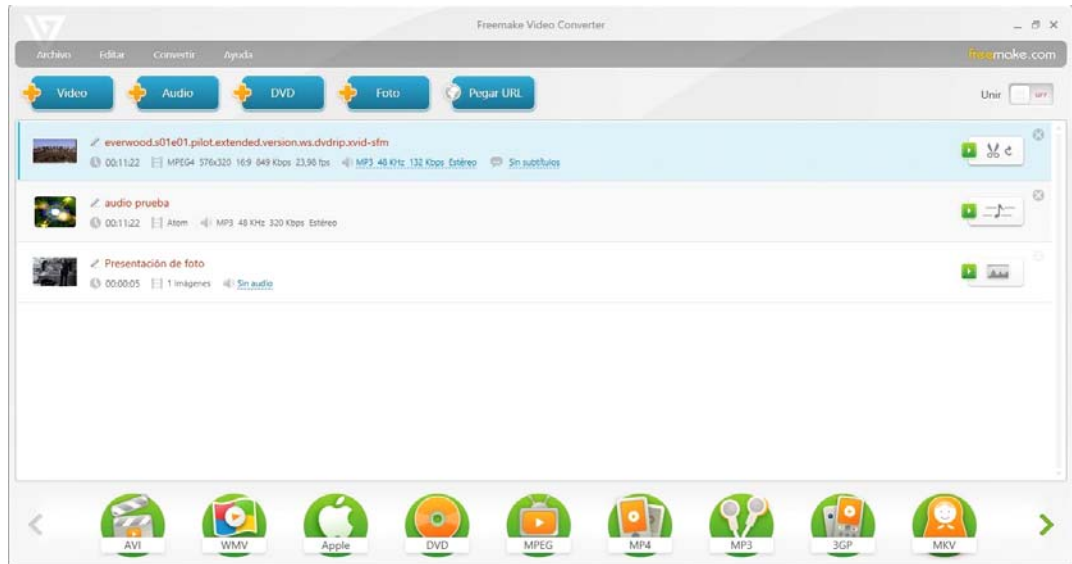 Freemake Video Converter
Archivo Editar Convertir Ayuda
freemake.com
Video Audio DVD Foto Pegar URL
Unir OFF
everwood.s01e01.pilot.extended.version.ws.dvdrip.xvid-sfm
00:11:22 MPEG4 576x320 16:9 849 Kbps 23,98 fps MP3 48 KHz 132 Kbps Estéreo Sin subtítulos
audio prueba
00:11:22 Atom MP3 48 KHz 320 Kbps Estéreo
Presentación de foto
00:00:05 1 imágenes Sin audio
AVI WMV Apple DVD MPEG MP4 MP3 3GP MKV